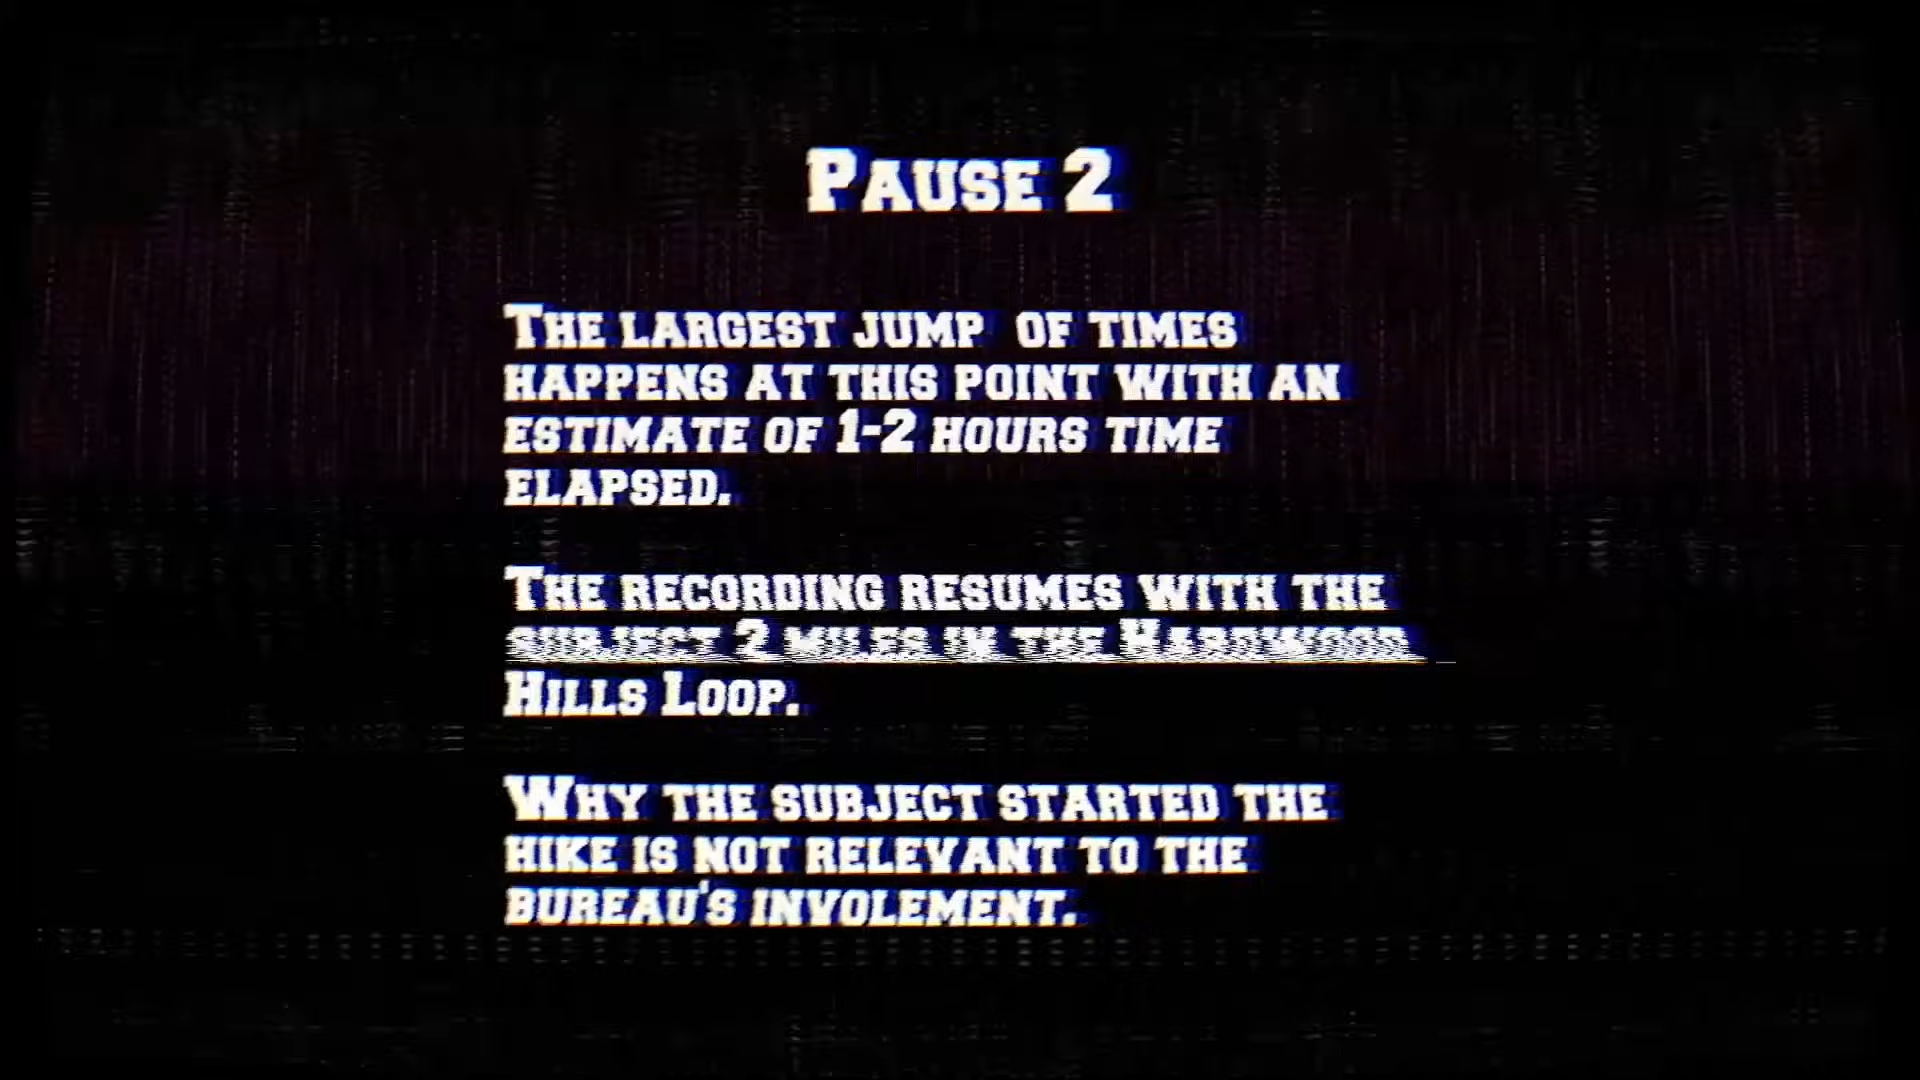 PAUSE 2
THE LARGEST JUMP OF TIMES
HAPPENS AT THIS POINT WITH AN
ESTIMATE OF 1-2 HOURS TIME
ELAPSED.
THE RECORDING RESUMES WITH THE
SUBJECT 2 MILES IN THE HARDWOOD
HILLS LOOP.
WHY THE SUBJECT STARTED THE
HIKE IS NOT RELEVANT TO THE
BUREAU'S INVOLEMENT.